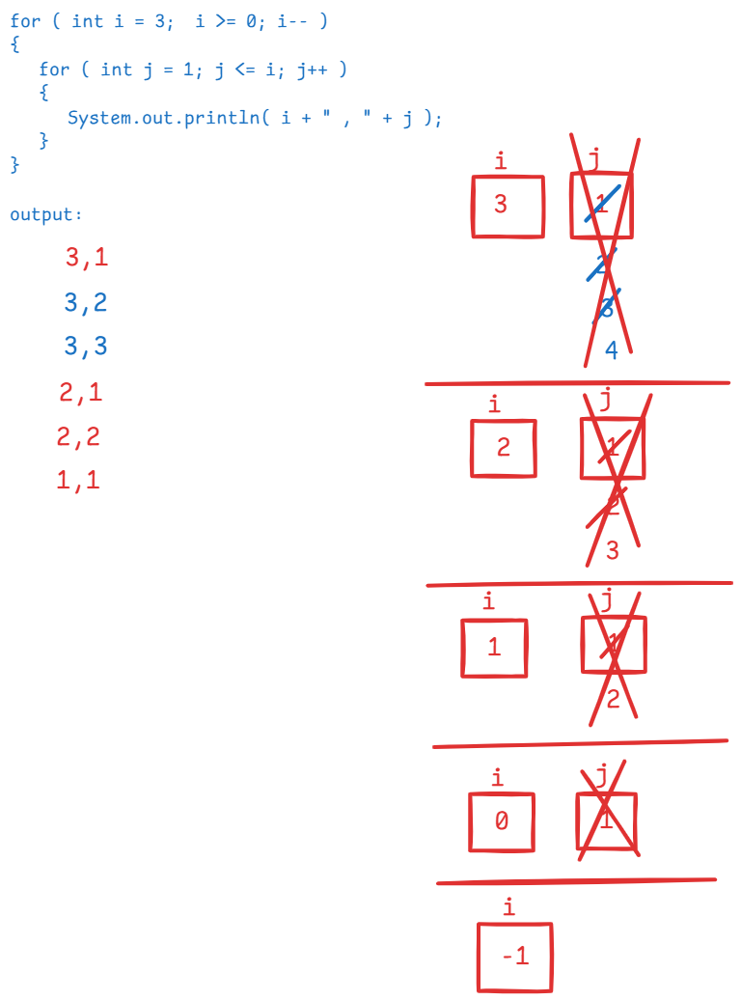 for ( int i = 3;  i >= 0; i-- )
{
   for ( int j = 1; j <= i; j++ )
   {
      System.out.println( i + " , " + j );
   }
}
output:
3,1
3,2
3,3
2,1
2,2
1,1
i j
3 1
2
3
4
i j
2 1
2
3
i j
1 1
2
i j
0 1
i
-1